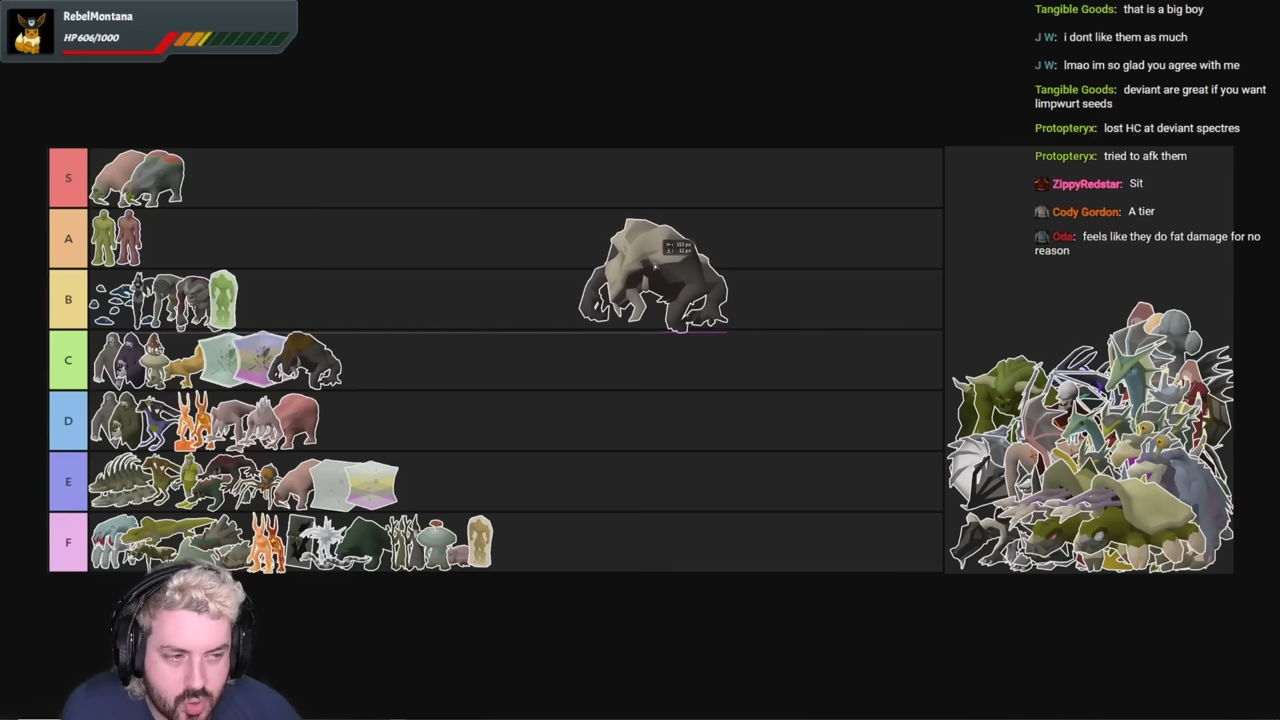 RebelMontana
HP 606/1000
Tangible Goods: that is a big boy
J W: i dont like them as much
J W: lmao im so glad you agree with me
Tangible Goods: deviant are great if you want
limpwurt seeds
Protopteryx: lost HC at deviant spectres
Protopteryx: tried to afk them
ZippyRedstar: Sit
Cody Gordon: A tier
Oda: feels like they do fat damage for no
reason
S
A
B
C
D
E
F